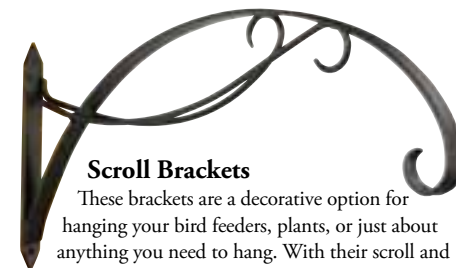 Scroll Brackets
These brackets are a decorative option for
hanging your bird feeders, plants, or just about
anything you need to hang. With their scroll and